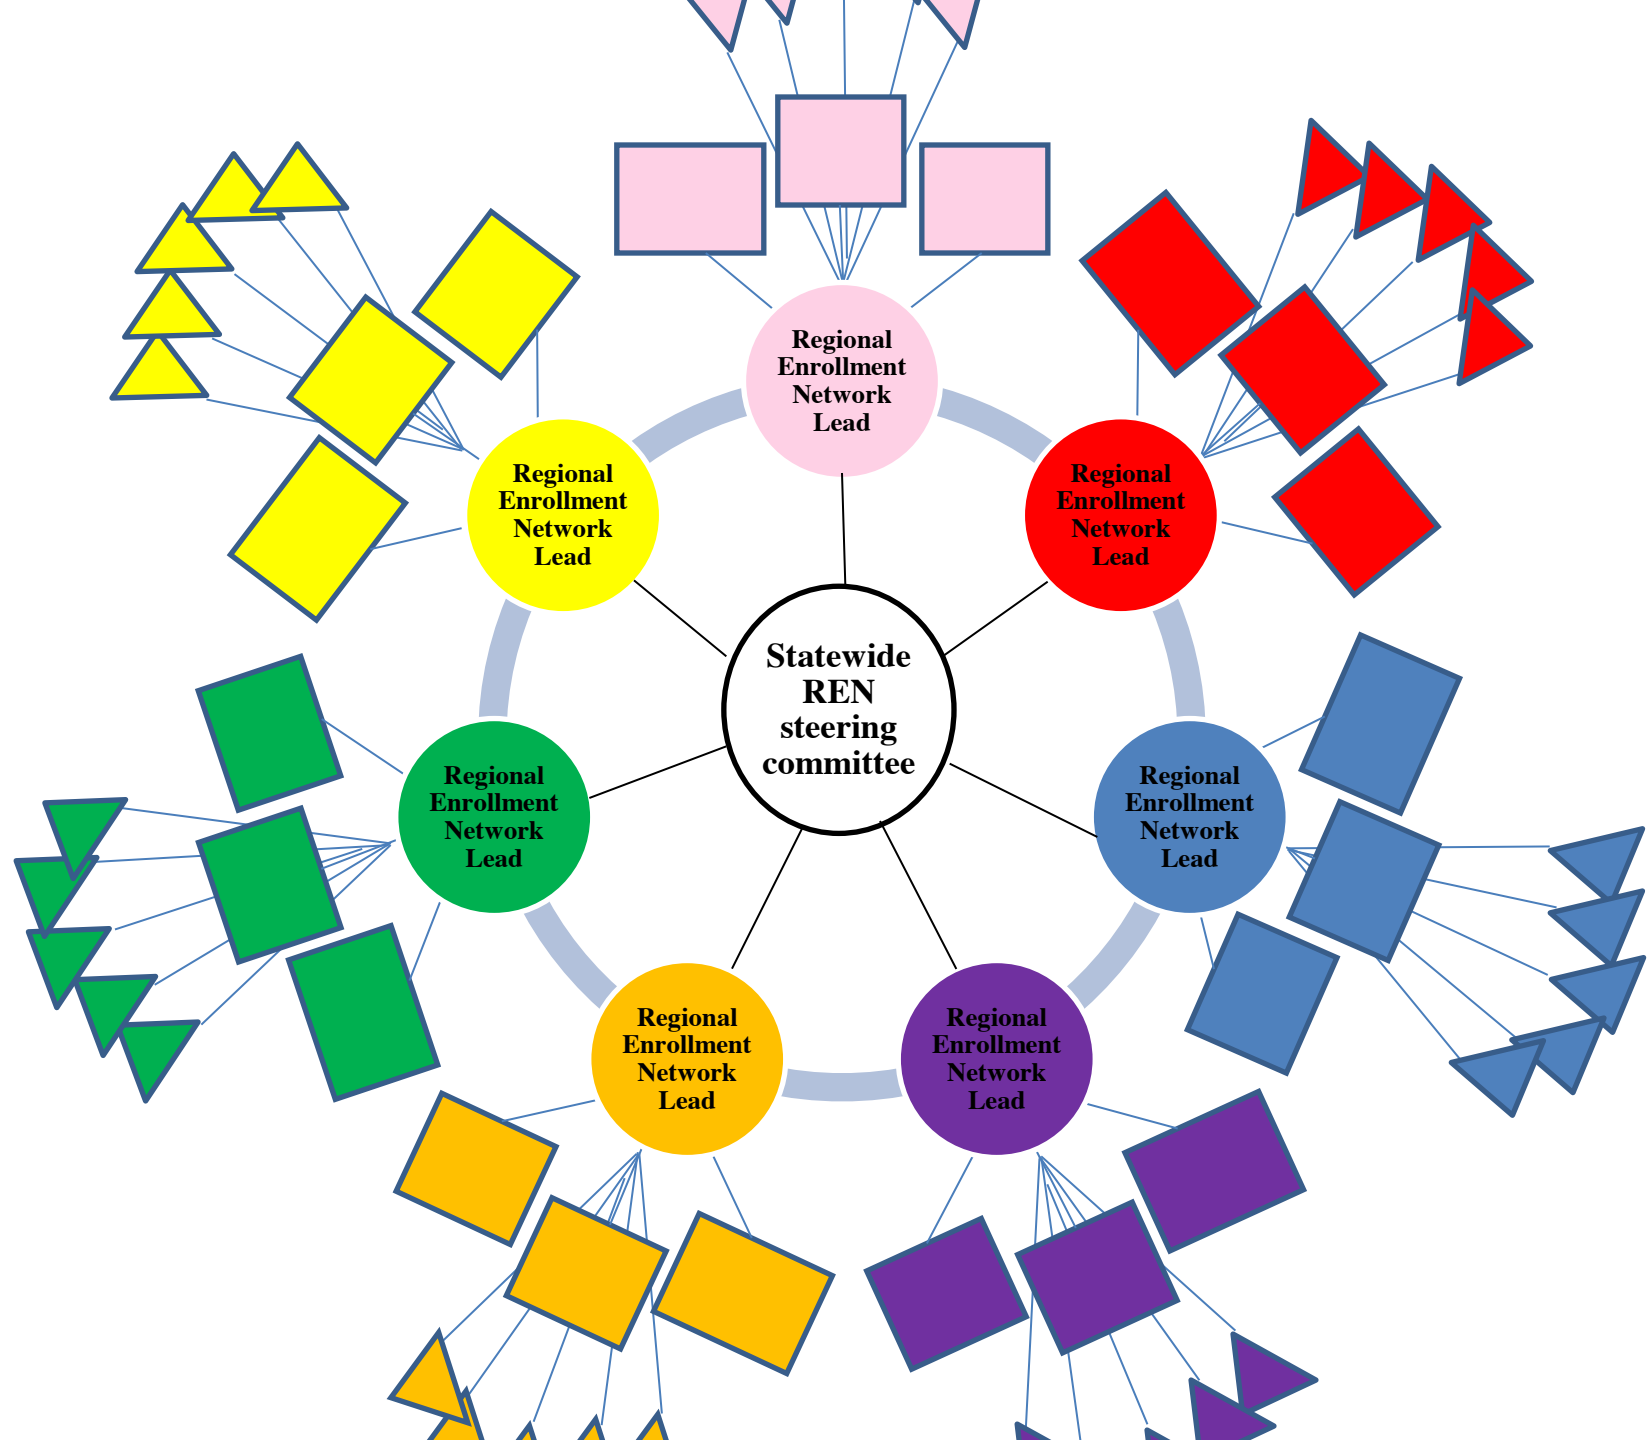 Regional
Enrollment
Network
Lead
Regional
Enrollment
Network
Lead
Regional
Enrollment
Network
Lead
Statewide
REN
steering
committee
Regional
Enrollment
Network
Lead
Regional
Enrollment
Network
Lead
Regional
Enrollment
Network
Lead
Regional
Enrollment
Network
Lead